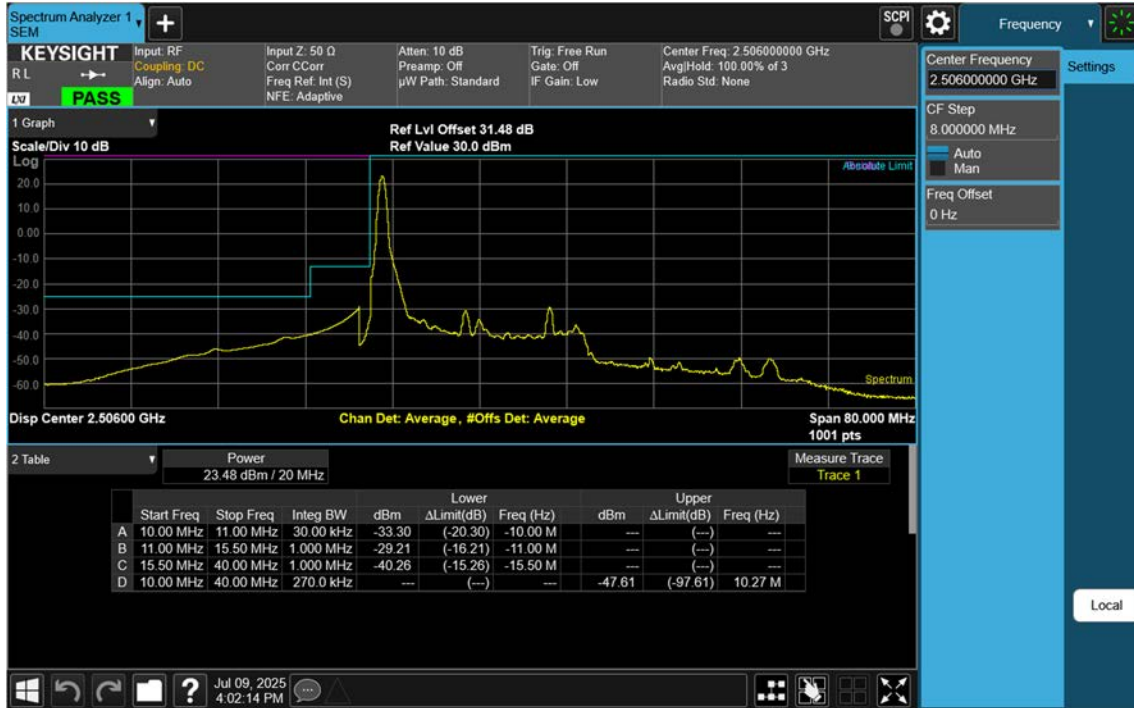 Spectrum Analyzer 1
SEM
SCPI
Frequency
KEYSIGHT
R L
LXI
PASS
Input: RF
Coupling: DC
Align: Auto
Input Z: 50 Ω
Corr CCorr
Freq Ref: Int (S)
NFE: Adaptive
Atten: 10 dB
Preamp: Off
µW Path: Standard
Trig: Free Run
Gate: Off
IF Gain: Low
Center Freq: 2.506000000 GHz
Avg|Hold: 100.00% of 3
Radio Std: None
Center Frequency
2.506000000 GHz
Settings
CF Step
8.000000 MHz
Auto
Man
Freq Offset
0 Hz
Local
1 Graph
Scale/Div 10 dB
Ref Lvl Offset 31.48 dB
Ref Value 30.0 dBm
Log
Absolute Limit
20.0
10.0
0.00
-10.0
-20.0
-30.0
-40.0
-50.0
-60.0
Spectrum
Disp Center 2.50600 GHz
Chan Det: Average, #Offs Det: Average
Span 80.000 MHz
1001 pts
2 Table
Power
23.48 dBm / 20 MHz
Measure Trace
Trace 1
Lower Upper
Start Freq Stop Freq Integ BW dBm ΔLimit(dB) Freq (Hz) dBm ΔLimit(dB) Freq (Hz)
A 10.00 MHz 11.00 MHz 30.00 kHz -33.30 (-20.30) -10.00 M --- (---) ---
B 11.00 MHz 15.50 MHz 1.000 MHz -29.21 (-16.21) -11.00 M --- (---) ---
C 15.50 MHz 40.00 MHz 1.000 MHz -40.26 (-15.26) -15.50 M --- (---) ---
D 10.00 MHz 40.00 MHz 270.0 kHz --- (---) --- -47.61 (-97.61) 10.27 M
?
Jul 09, 2025
4:02:14 PM